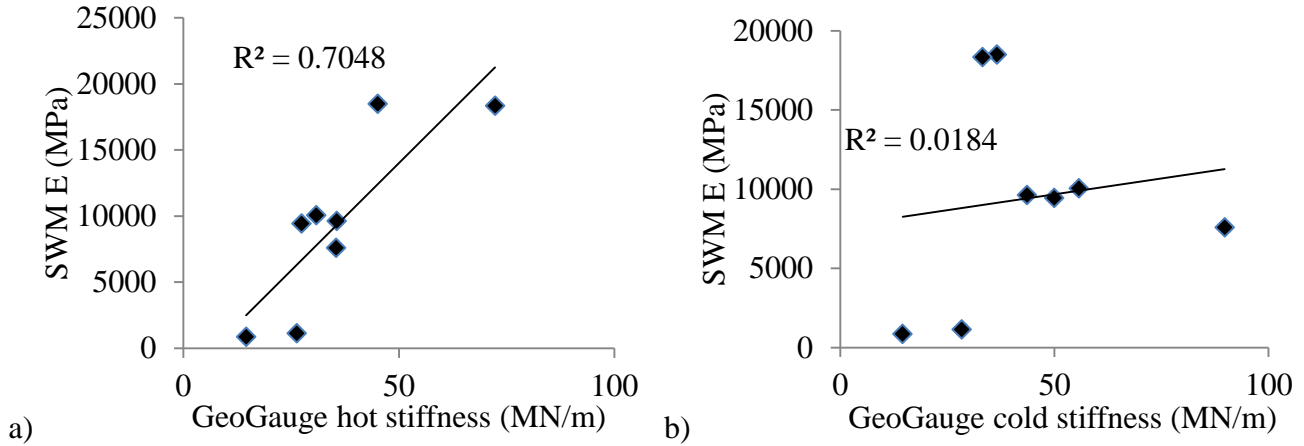 25000
20000
15000
10000
5000
0
SWM E (MPa)
R² = 0.7048
0 50 100
GeoGauge hot stiffness (MN/m)
a)
20000
15000
10000
5000
0
SWM E (MPa)
R² = 0.0184
0 50 100
GeoGauge cold stiffness (MN/m)
b)